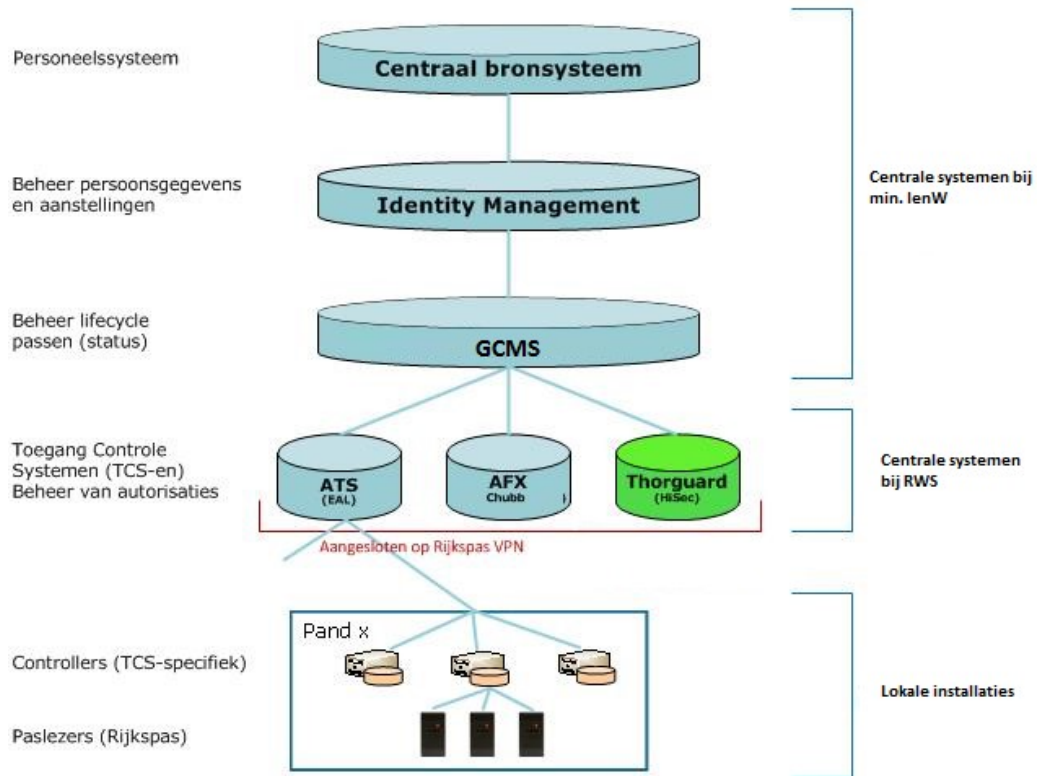 Personeelssysteem
Centraal bronsysteem
Beheer persoonsgegevens
en aanstellingen
Identity Management
Centrale systemen bij
min. IenW
Beheer lifecycle
passen (status)
GCMS
Toegang Controle
Systemen (TCS-en)
Beheer van autorisaties
ATS
(EAL)
AFX
Chubb )
Thorguard
(HiSec)
Centrale systemen
bij RWS
Aangesloten op Rijkspas VPN
Pand x
Controllers (TCS-specifiek)
Paslezers (Rijkspas)
Lokale installaties